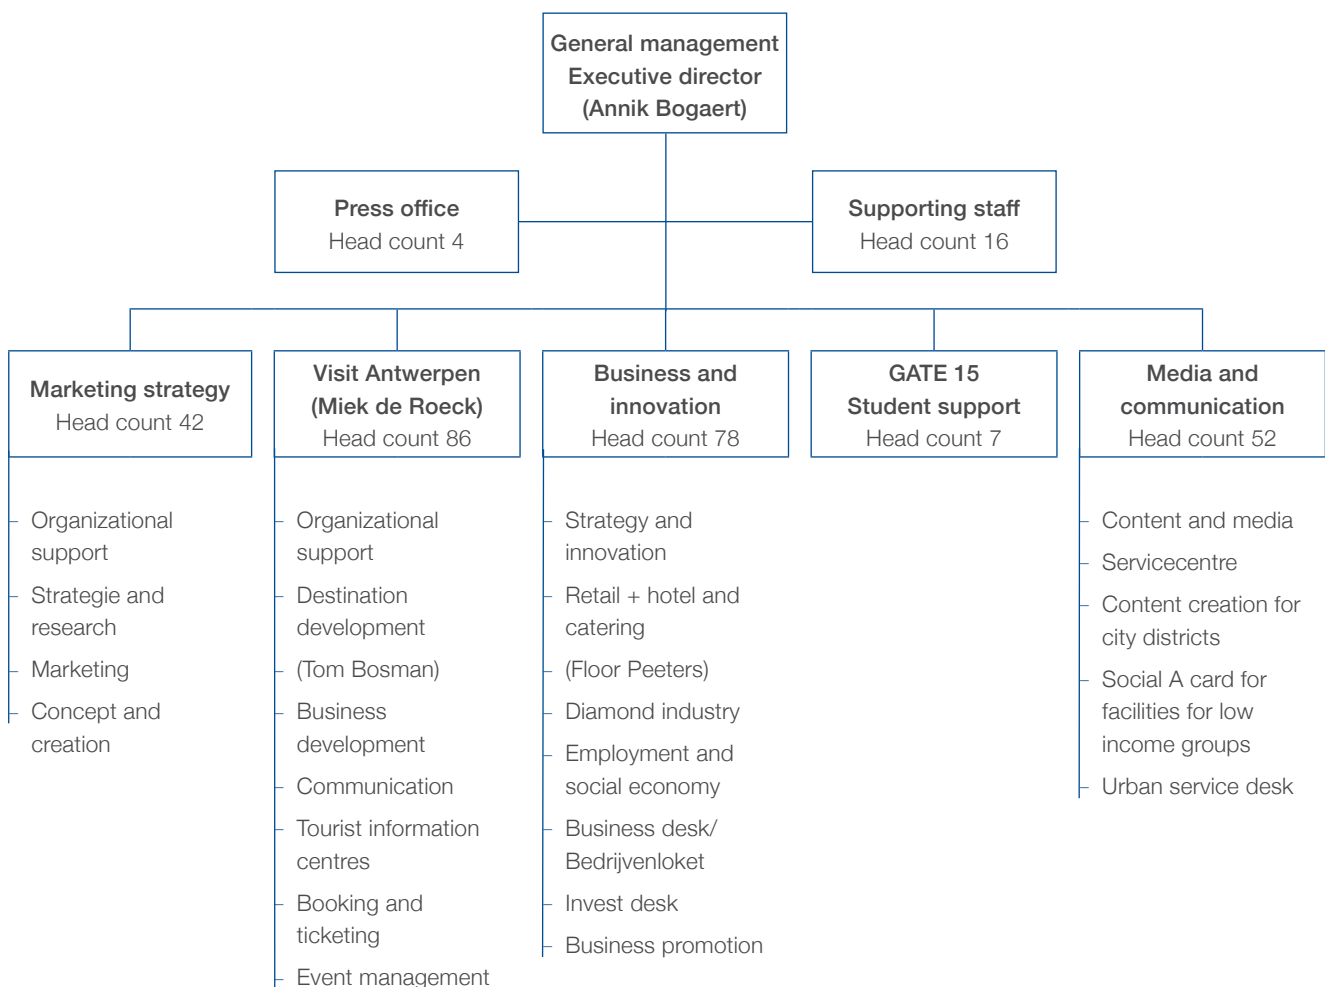 General management
Executive director
(Annik Bogaert)
Press office
Head count 4
Supporting staff
Head count 16
Marketing strategy
Head count 42
Visit Antwerpen
(Miek de Roeck)
Head count 86
Business and
innovation
Head count 78
GATE 15
Student support
Head count 7
Media and
communication
Head count 52
Organizational
support
Strategie and
research
Marketing
Concept and
creation
Organizational
support
Destination
development
(Tom Bosman)
Business
development
Communication
Tourist information
centres
Booking and
ticketing
Event management
Strategy and
innovation
Retail + hotel and
catering
(Floor Peeters)
Diamond industry
Employment and
social economy
Business desk/
Bedrijvenloket
Invest desk
Business promotion
Content and media
Servicecentre
Content creation for
city districts
Social A card for
facilities for low
income groups
Urban service desk